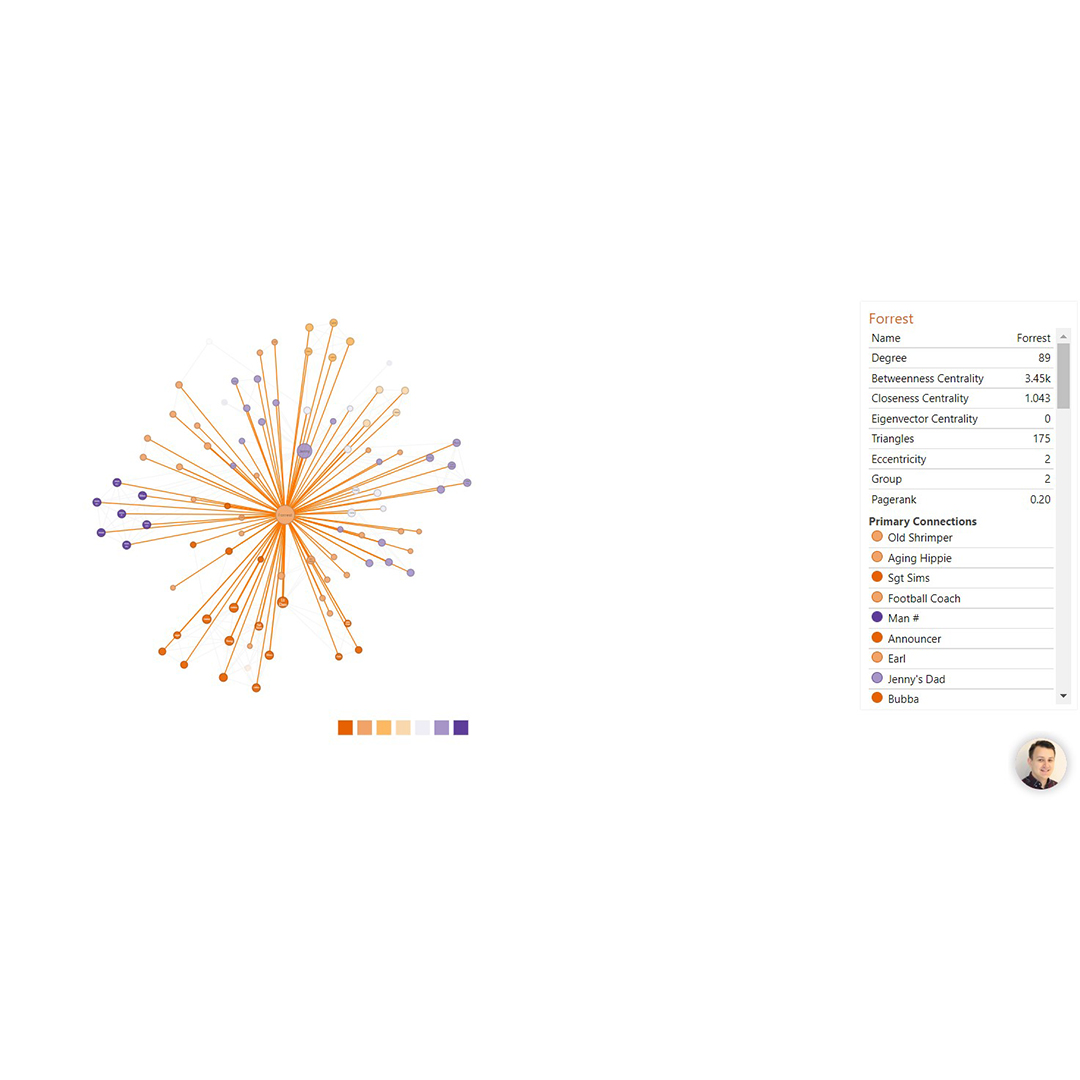 Forrest
Name Forrest
Degree 89
Betweenness Centrality 3.45k
Closeness Centrality 1.043
Eigenvector Centrality 0
Triangles 175
Eccentricity 2
Group 2
Pagerank 0.20
Primary Connections
Old Shrimper
Aging Hippie
Sgt Sims
Football Coach
Man #
Announcer
Earl
Jenny's Dad
Bubba